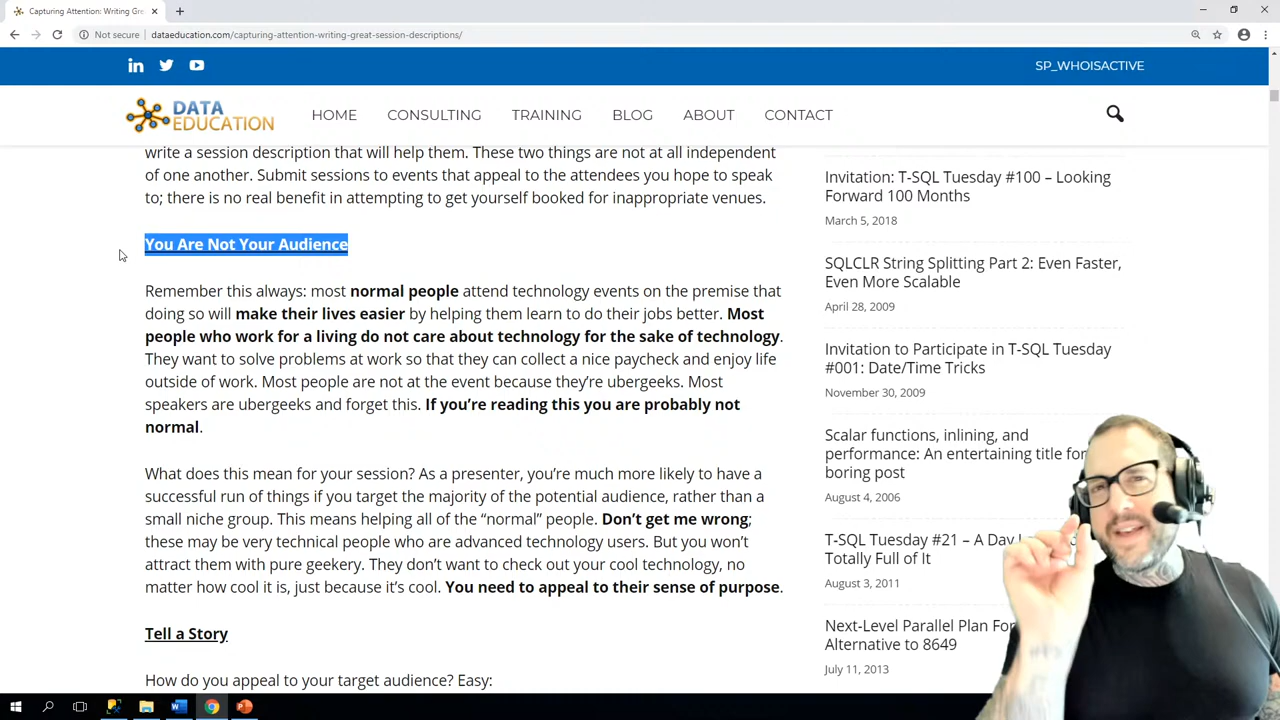 Capturing Attention: Writing Gre
Not secure | dataeducation.com/capturing-attention-writing-great-session-descriptions/
SP_WHOISACTIVE
DATA
EDUCATION
HOME
CONSULTING
TRAINING
BLOG
ABOUT
CONTACT
write a session description that will help them. These two things are not at all independent
of one another. Submit sessions to events that appeal to the attendees you hope to speak
to; there is no real benefit in attempting to get yourself booked for inappropriate venues.
You Are Not Your Audience
Remember this always: most normal people attend technology events on the premise that
doing so will make their lives easier by helping them learn to do their jobs better. Most
people who work for a living do not care about technology for the sake of technology.
They want to solve problems at work so that they can collect a nice paycheck and enjoy life
outside of work. Most people are not at the event because they’re ubergeeks. Most
speakers are ubergeeks and forget this. If you’re reading this you are probably not
normal.
What does this mean for your session? As a presenter, you’re much more likely to have a
successful run of things if you target the majority of the potential audience, rather than a
small niche group. This means helping all of the “normal” people. Don’t get me wrong;
these may be very technical people who are advanced technology users. But you won’t
attract them with pure geekery. They don’t want to check out your cool technology, no
matter how cool it is, just because it’s cool. You need to appeal to their sense of purpose.
Tell a Story
How do you appeal to your target audience? Easy:
Invitation: T-SQL Tuesday #100 – Looking
Forward 100 Months
March 5, 2018
SQLCLR String Splitting Part 2: Even Faster,
Even More Scalable
April 28, 2009
Invitation to Participate in T-SQL Tuesday
#001: Date/Time Tricks
November 30, 2009
Scalar functions, inlining, and
performance: An entertaining title for
boring post
August 4, 2006
T-SQL Tuesday #21 – A Day
Totally Full of It
August 3, 2011
Next-Level Parallel Plan
Alternative to 8649
July 11, 2013